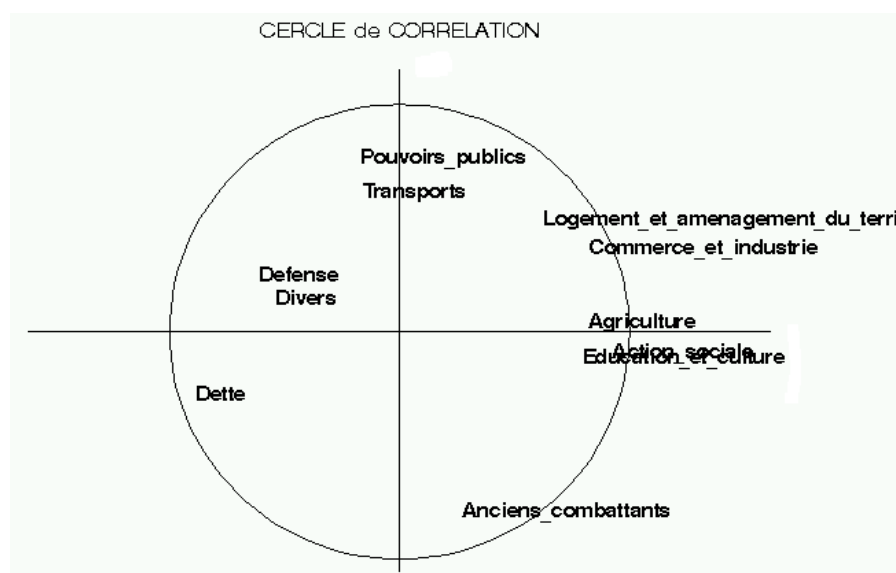 CERCLE de CORRELATION
Pouvoirs_publics
Transports
Logement_et_amenagement_du_terri
Commerce_et_industrie
Defense
Divers
Agriculture
Action_sociale
Education_et_culture
Dette
Anciens_combattants